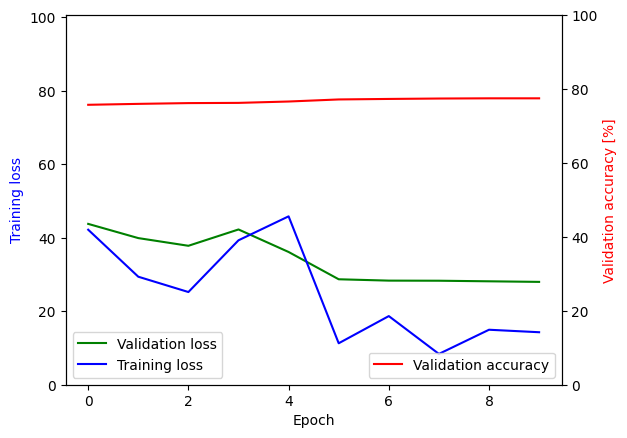 100
80
60
40
20
0
Training loss
100
80
60
40
20
0
Validation accuracy [%]
Validation loss
Training loss
Validation accuracy
0
2
4
6
8
Epoch